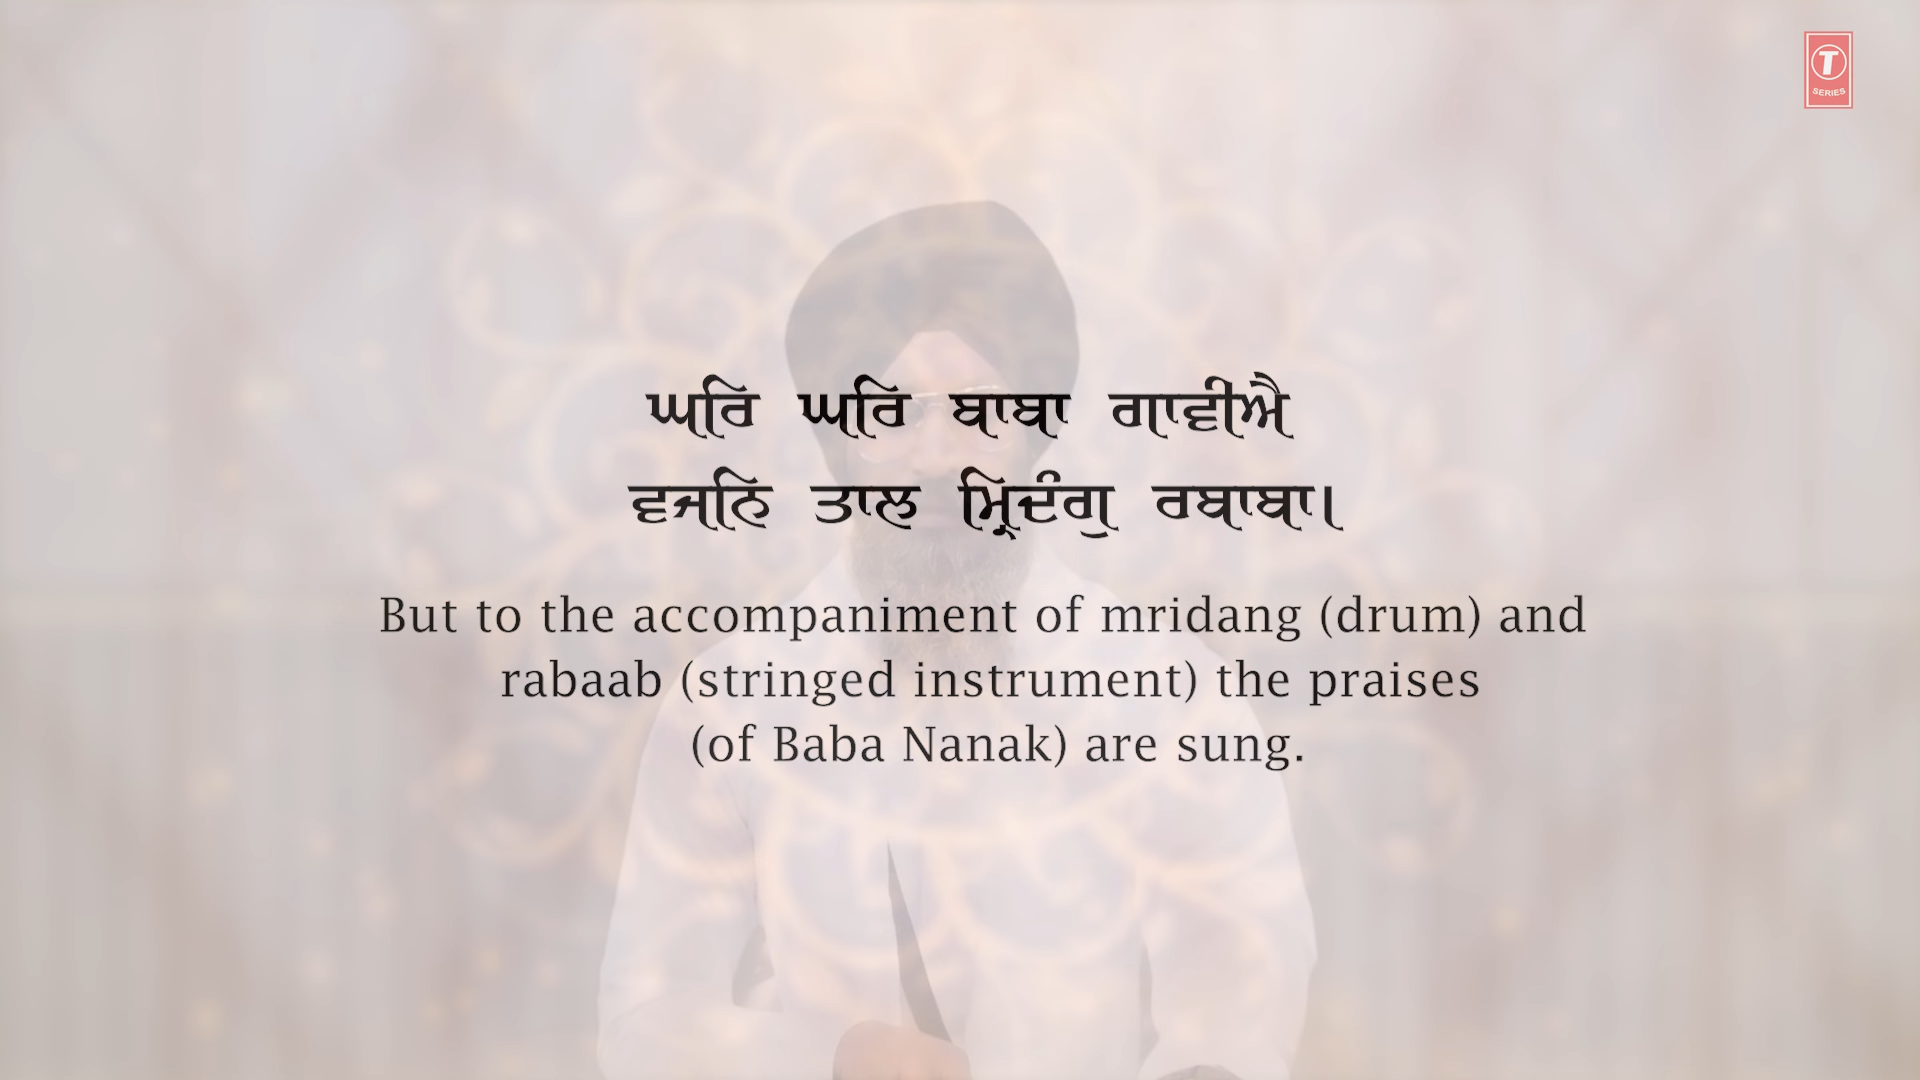 T
SERIES
ਘਰਿ ਘਰਿ ਬਾਬਾ ਗਾਵੀਐ
ਵਜਨਿ ਤਾਲ ਮ੍ਰਿਦੰਗੁ ਰਬਾਬਾ।
But to the accompaniment of mridang (drum) and
rabaab (stringed instrument) the praises
(of Baba Nanak) are sung.